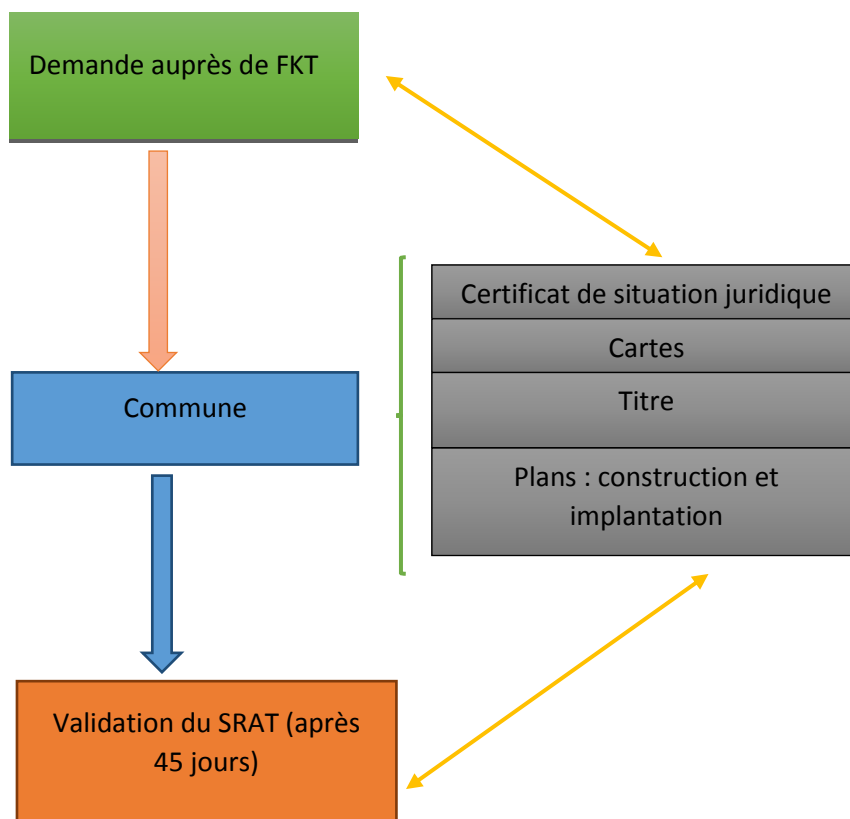 Demande auprès de FKT
Certificat de situation juridique
Cartes
Titre
Plans : construction et
implantation
Commune
Validation du SRAT (après
45 jours)